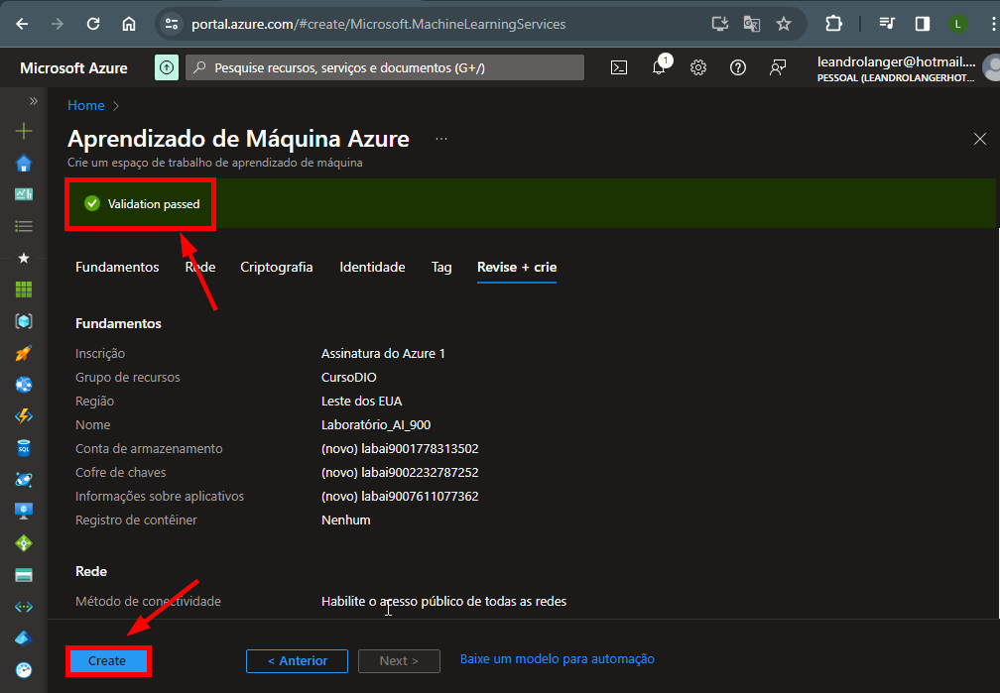 portal.azure.com/#create/Microsoft.MachineLearningServices
L
Microsoft Azure
Pesquise recursos, serviços e documentos (G+/)
1
leandrolanger@hotmail....
PESSOAL (LEANDROLANGERHOT...
Home
Aprendizado de Máquina Azure
...
Crie um espaço de trabalho de aprendizado de máquina
Validation passed
Fundamentos Rede Criptografia Identidade Tag Revise + crie
Fundamentos
Inscrição Assinatura do Azure 1
Grupo de recursos CursoDIO
Região Leste dos EUA
Nome Laboratório_AI_900
Conta de armazenamento (novo) labai9001778313502
Cofre de chaves (novo) labai9002232787252
Informações sobre aplicativos (novo) labai9007611077362
Registro de contêiner Nenhum
Rede
Método de conectividade Habilite o acesso público de todas as redes
Create < Anterior Next > Baixe um modelo para automação
SQL